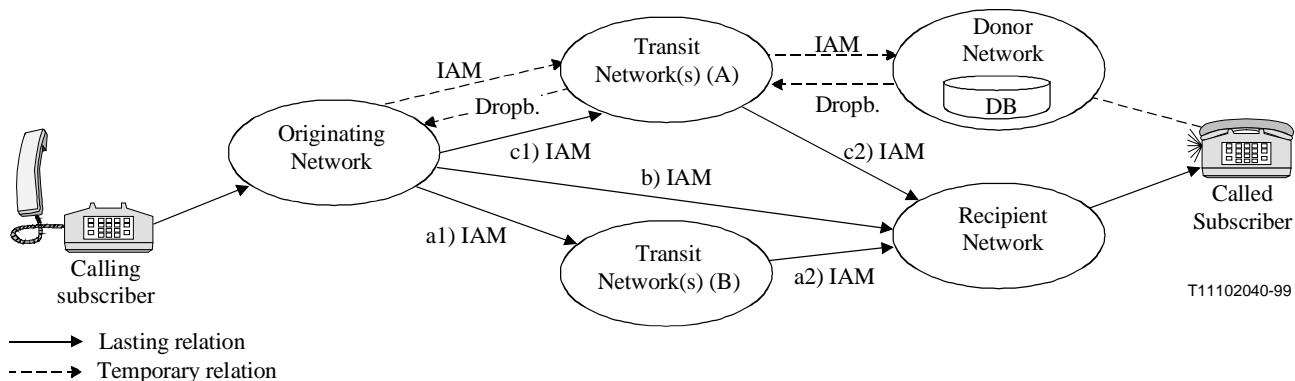 IAM
Transit
Network(s) (A)
IAM
Donor
Network
DB
Dropb.
Dropb.
Originating
Network
c1) IAM
c2) IAM
b) IAM
a1) IAM
Transit
Network(s) (B)
a2) IAM
Recipient
Network
Calling
subscriber
Called
Subscriber
T11102040-99
Lasting relation
Temporary relation